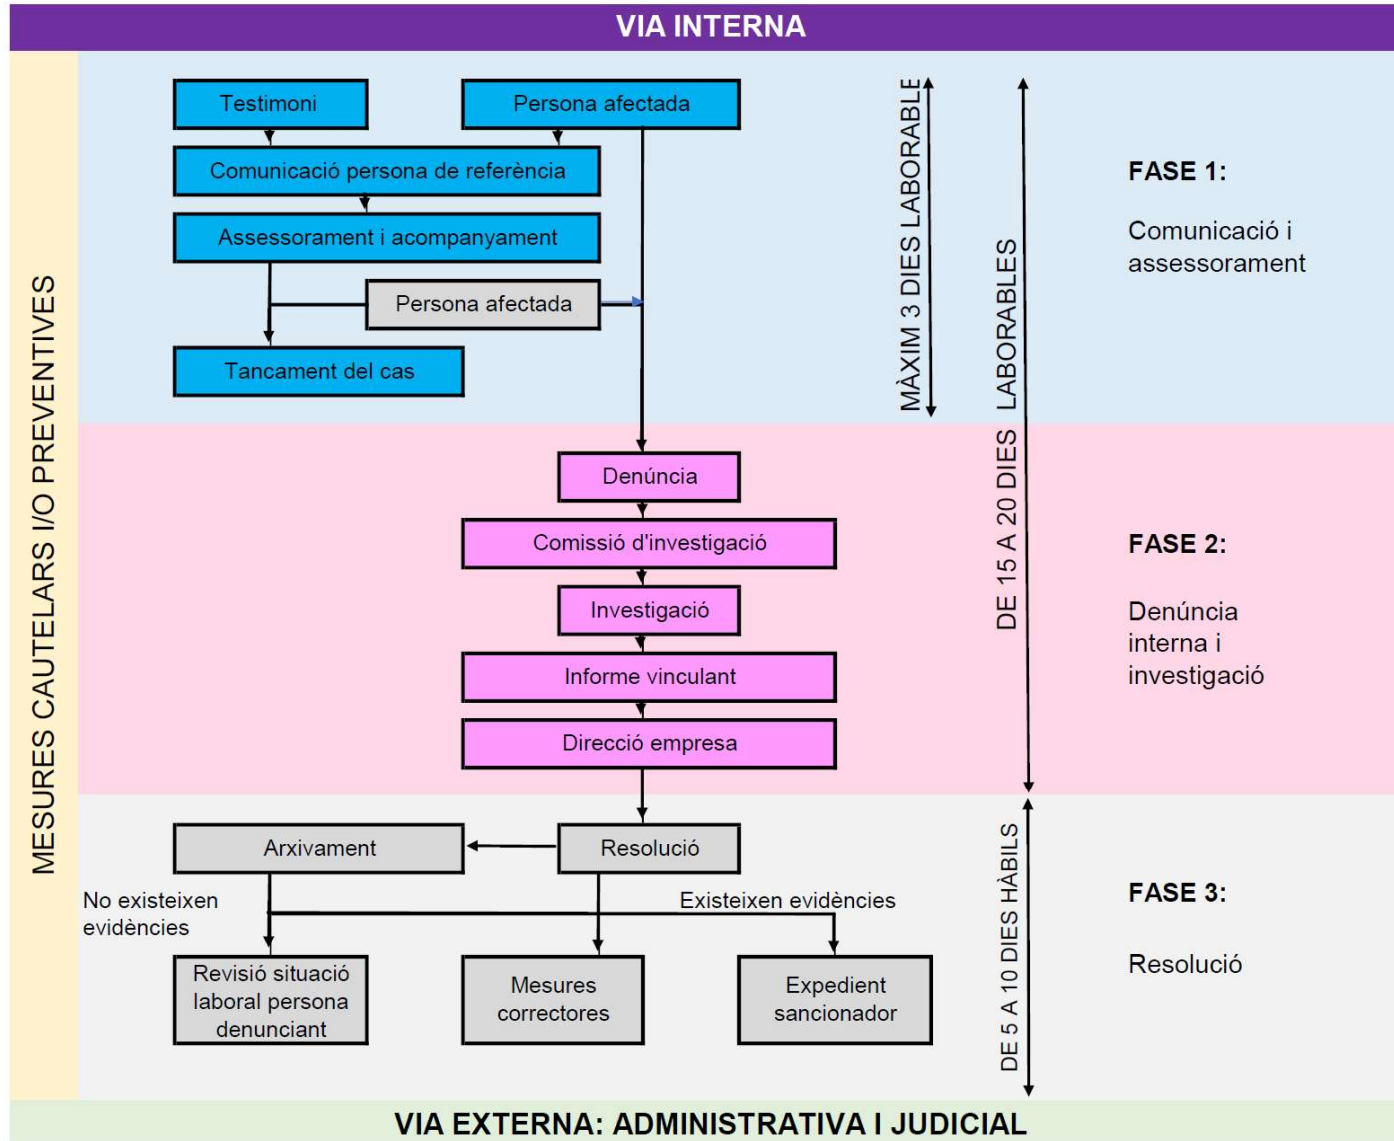 VIA INTERNA
MESURES CAUTELARS I/O PREVENTIVES
Testimoni
Persona afectada
Comunicació persona de referència
Assessorament i acompanyament
Persona afectada
Tancament del cas
MÀXIM 3 DIES LABORABLE
DE 15 A 20 DIES LABORABLES
FASE 1:
Comunicació i
assessorament
Denúncia
Comissió d'investigació
Investigació
Informe vinculant
Direcció empresa
FASE 2:
Denúncia
interna i
investigació
Arxivament
Resolució
No existeixen
evidències
Existeixen evidències
Revisió situació
laboral persona
denunciant
Mesures
correctores
Expedient
sancionador
DE 5 A 10 DIES HÀBILS
FASE 3:
Resolució
VIA EXTERNA: ADMINISTRATIVA I JUDICIAL